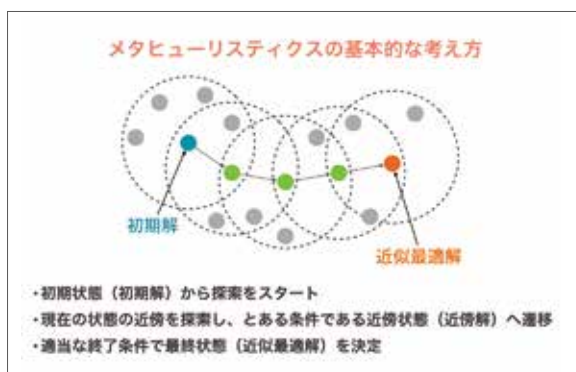 メタヒューリスティクスの基本的な考え方
初期解
近似最適解
・初期状態（初期解）から探索をスタート
・現在の状態の近傍を探索し、とある条件である近傍状態（近傍解）へ遷移
・適当な終了条件で最終状態（近似最適解）を決定